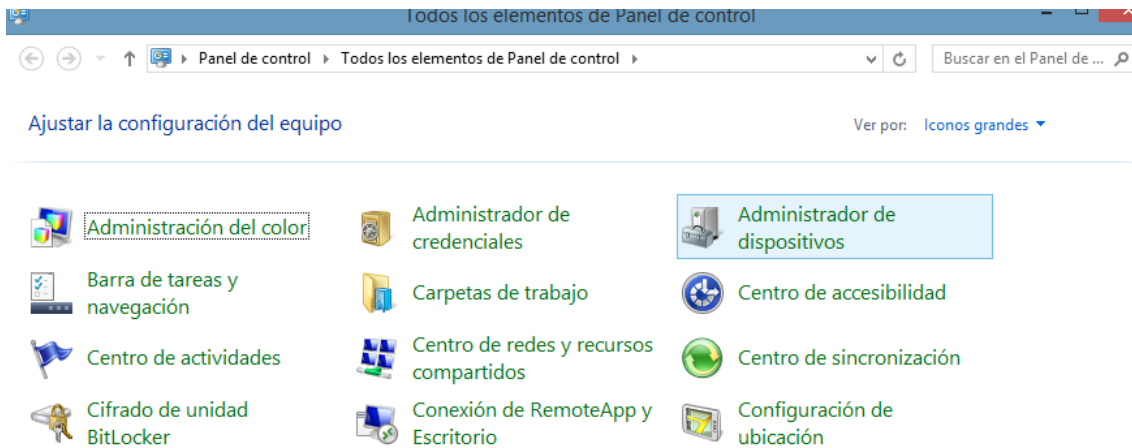 Todos los elementos de Panel de control
Panel de control Todos los elementos de Panel de control Buscar en el Panel de ...
Ajustar la configuración del equipo Ver por: Iconos grandes
Administración del color
Administrador de
credenciales
Administrador de
dispositivos
Barra de tareas y
navegación
Carpetas de trabajo
Centro de accesibilidad
Centro de actividades
Centro de redes y recursos
compartidos
Centro de sincronización
Cifrado de unidad
BitLocker
Conexión de RemoteApp y
Escritorio
Configuración de
ubicación